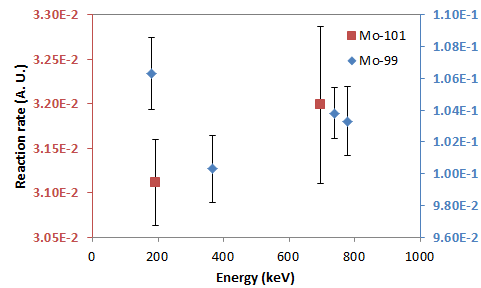 3.30E-2
3.25E-2
3.20E-2
3.15E-2
3.10E-2
3.05E-2
Reaction rate (A. U.)
Mo-101
Mo-99
1.10E-1
1.08E-1
1.06E-1
1.04E-1
1.02E-1
1.00E-1
9.80E-2
9.60E-2
0
200
400
600
800
1000
Energy (keV)